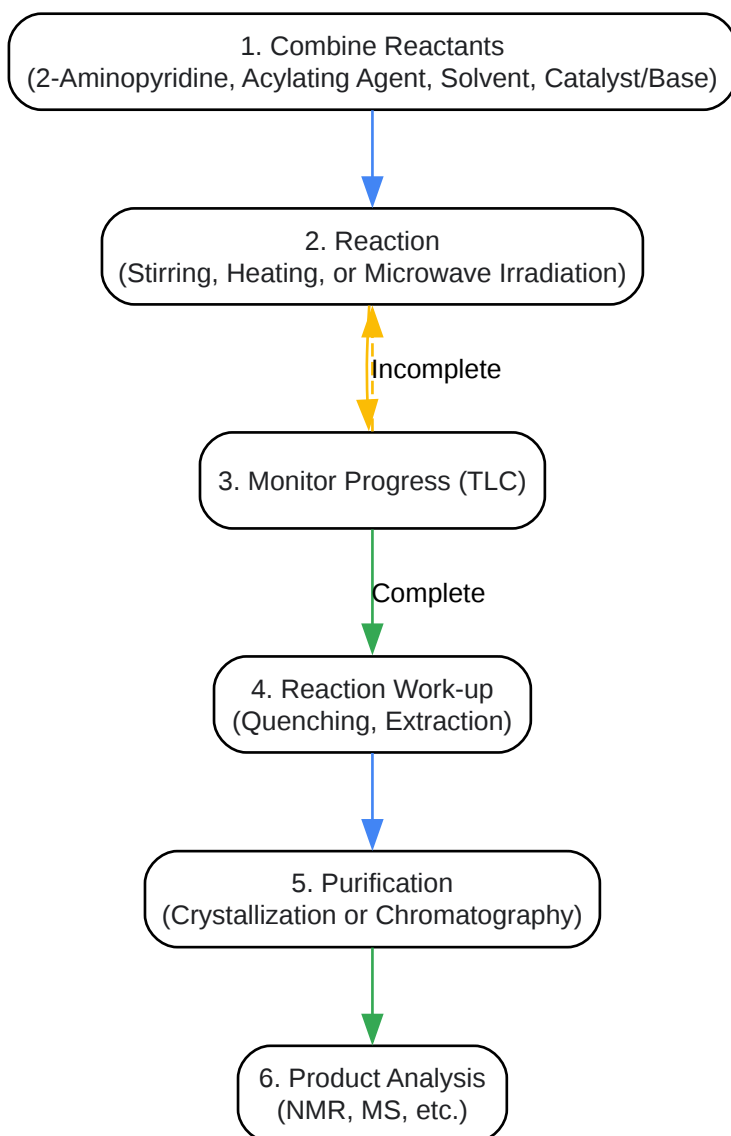 1. Combine Reactants
(2-Aminopyridine, Acylating Agent, Solvent, Catalyst/Base)
2. Reaction
(Stirring, Heating, or Microwave Irradiation)
Incomplete
3. Monitor Progress (TLC)
Complete
4. Reaction Work-up
(Quenching, Extraction)
5. Purification
(Crystallization or Chromatography)
6. Product Analysis
(NMR, MS, etc.)